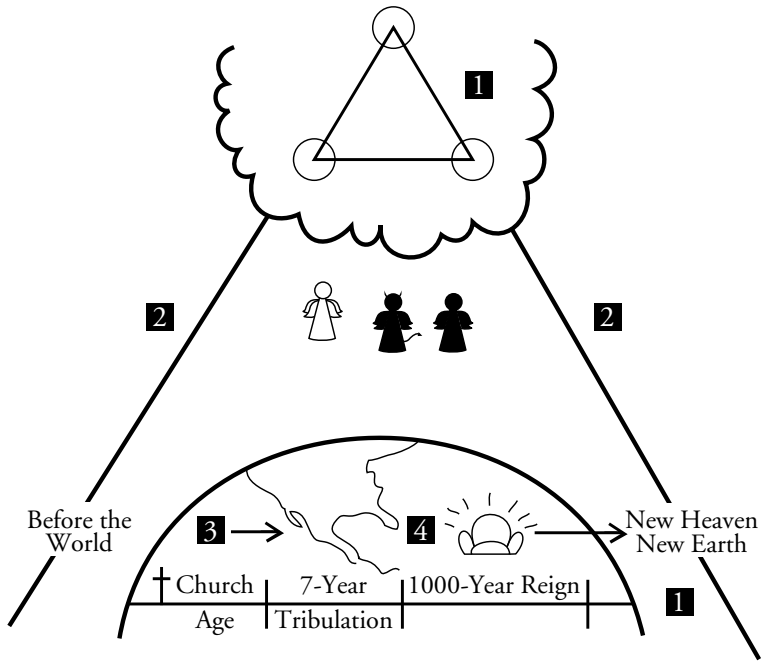 1
2
2
Before the
World
3
4
New Heaven
New Earth
Church
Age
7-Year
Tribulation
1000-Year Reign
1